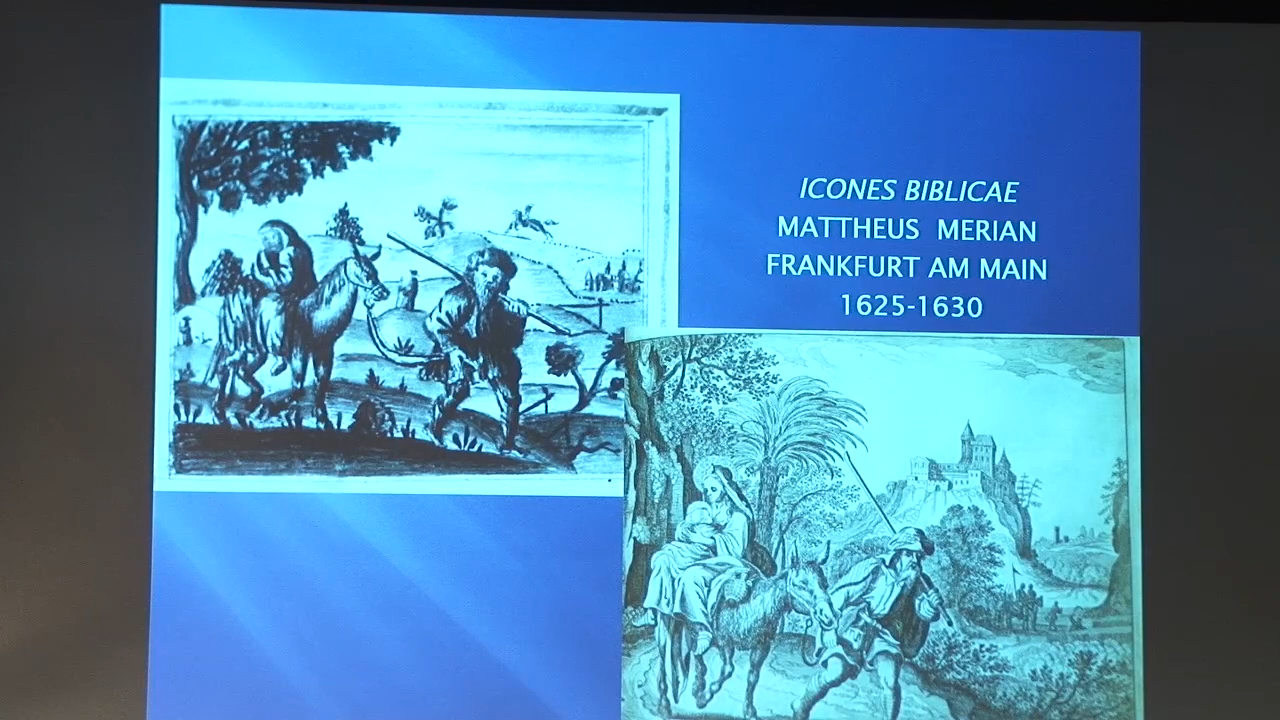 ICONES BIBLICAE
MATTHEUS MERIAN
FRANKFURT AM MAIN
1625-1630